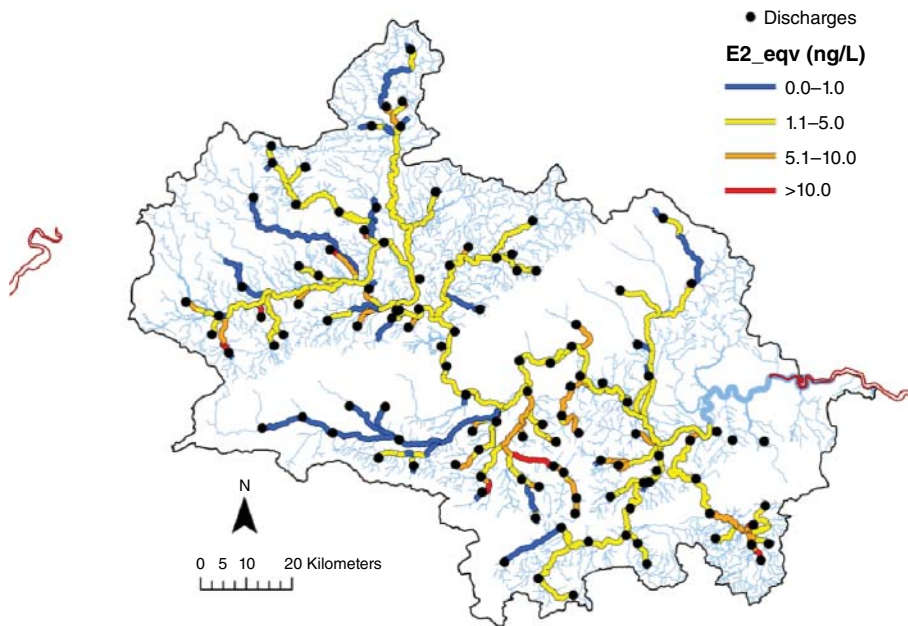 Discharges
E2_eqv (ng/L)
0.0–1.0
1.1–5.0
5.1–10.0
>10.0
N
0 5 10 20 Kilometers